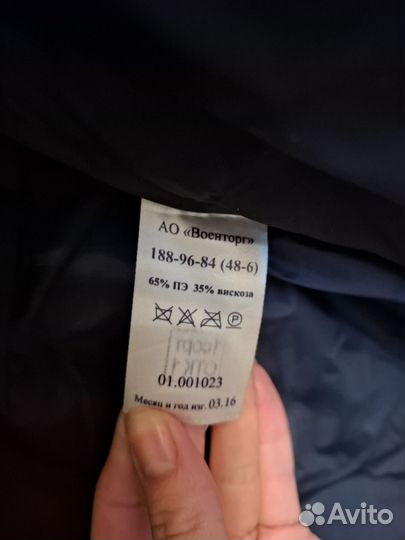 АО «Военторг»
188-96-84 (48-6)
65% ПЭ 35% вискоза
P
01.001023
Месяц и год изг. 03.16
Avito